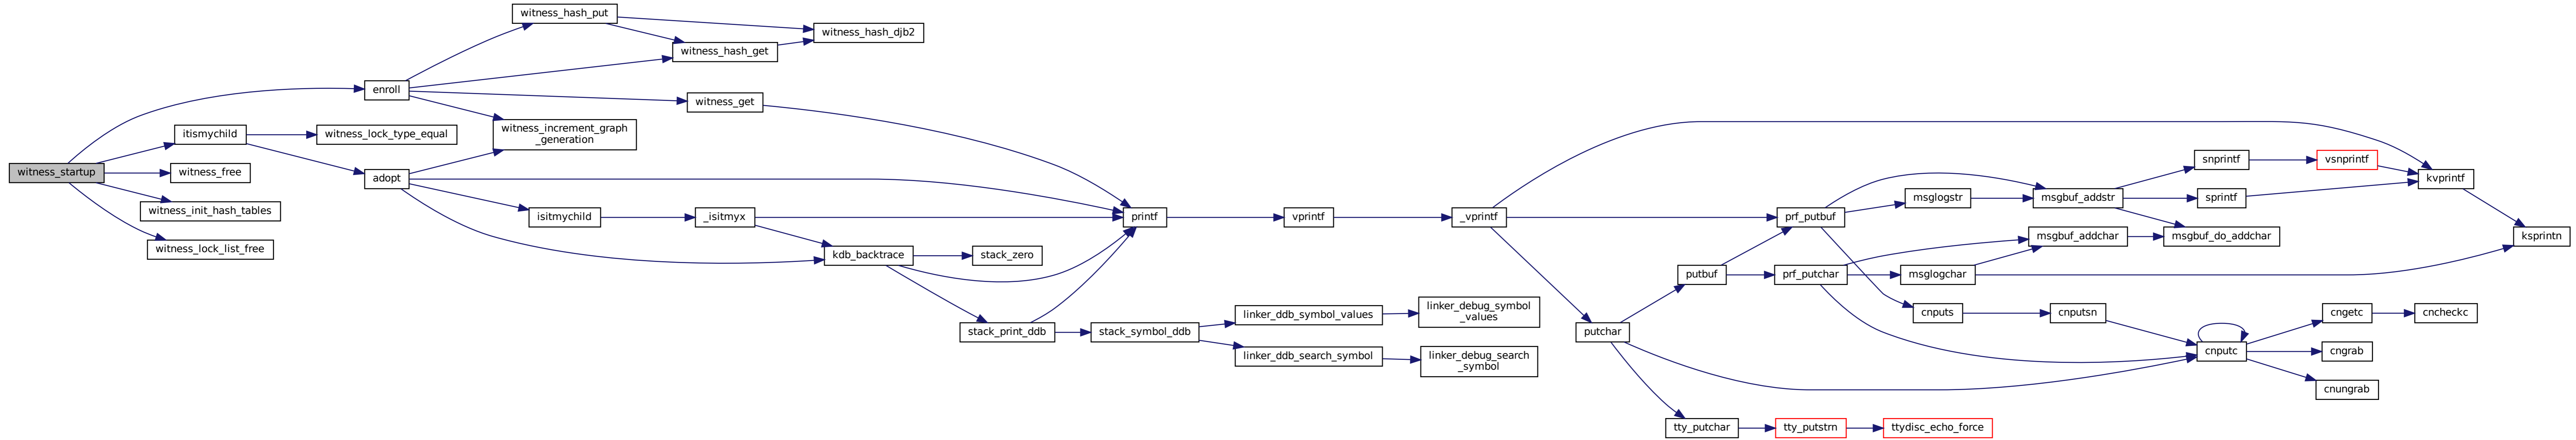 witness_startup
enroll
itismychild
witness_free
witness_init_hash_tables
witness_lock_list_free
witness_hash_put
witness_hash_get
witness_hash_djb2
witness_get
witness_increment_graph
_generation
witness_lock_type_equal
adopt
isitmychild
_isitmyx
kdb_backtrace
stack_zero
stack_print_ddb
stack_symbol_ddb
linker_ddb_symbol_values
linker_debug_symbol
_values
linker_ddb_search_symbol
linker_debug_search
_symbol
printf
vprintf
_vprintf
prf_putbuf
putchar
putbuf
prf_putchar
tty_putchar
tty_putstrn
ttydisc_echo_force
msglogstr
msglogchar
cnputs
cnputsn
msgbuf_addstr
msgbuf_addchar
msgbuf_do_addchar
snprintf
vsnprintf
sprintf
kvprintf
ksprintn
cnputc
cngetc
cncheckc
cngrab
cnungrab